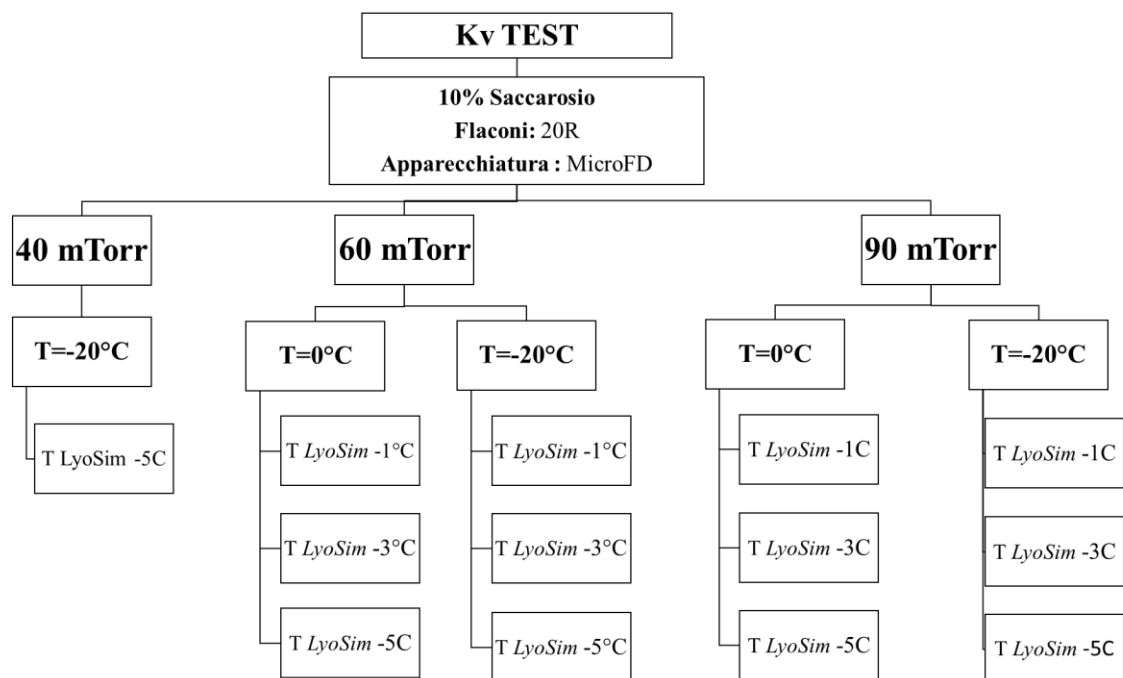 Kv TEST
10% Saccarosio
Flaconi: 20R
Apparecchiatura : MicroFD
40 mTorr
60 mTorr
90 mTorr
T=-20°C
T=0°C
T=-20°C
T=0°C
T=-20°C
T LyoSim -5C
T LyoSim -1°C
T LyoSim -1°C
T LyoSim -1C
T LyoSim -1C
T LyoSim -3°C
T LyoSim -3°C
T LyoSim -3C
T LyoSim -3C
T LyoSim -5C
T LyoSim -5°C
T LyoSim -5C
T LyoSim -5C